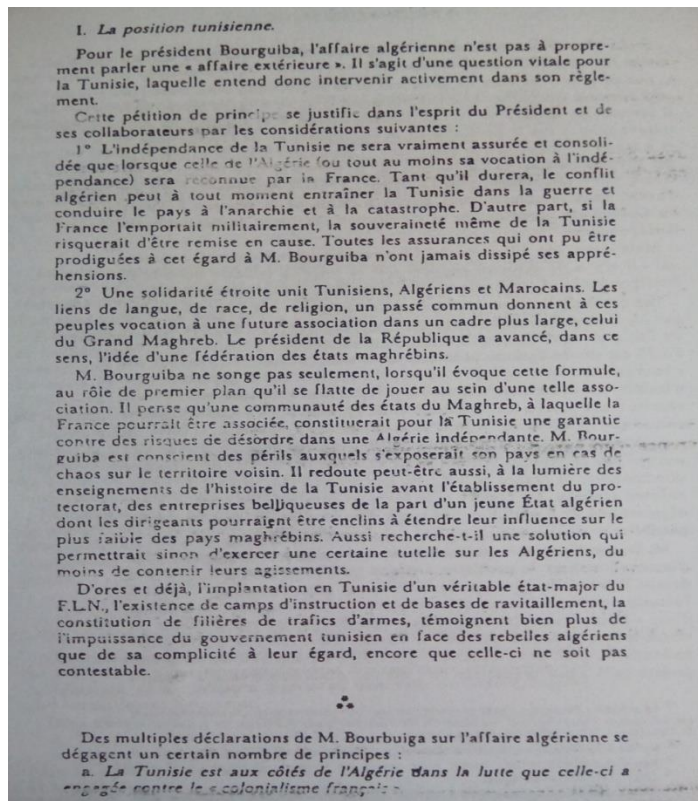 I. La position tunisienne.
Pour le président Bourguiba, l'affaire algérienne n'est pas à propre-
ment parler une « affaire extérieure ». Il s'agit d'une question vitale pour
la Tunisie, laquelle entend donc intervenir activement dans son règle-
ment.
Cette pétition de principe se justifie dans l'esprit du Président et de
ses collaborateurs par les considérations suivantes :
1° L'indépendance de la Tunisie ne sera vraiment assurée et consoli-
dée que lorsque celle de l'Algérie (ou tout au moins sa vocation à l'indé-
pendance) sera reconnue par la France. Tant qu'il durera, le conflit
algérien peut à tout moment entraîner la Tunisie dans la guerre et
conduire le pays à l'anarchie et à la catastrophe. D'autre part, si la
France l'emportait militairement, la souveraineté même de la Tunisie
risquerait d'être remise en cause. Toutes les assurances qui ont pu être
prodiguées à cet égard à M. Bourguiba n'ont jamais dissipé ses appré-
hensions.
2° Une solidarité étroite unit Tunisiens, Algériens et Marocains. Les
liens de langue, de race, de religion, un passé commun donnent à ces
peuples vocation à une future association dans un cadre plus large, celui
du Grand Maghreb. Le président de la République a avancé, dans ce
sens, l'idée d'une fédération des états maghrébins.
M. Bourguiba ne songe pas seulement, lorsqu'il évoque cette formule,
au rôle de premier plan qu'il se flatte de jouer au sein d'une telle asso-
ciation. Il pense qu'une communauté des états du Maghreb, à laquelle la
France pourrait être associée, constituerait pour la Tunisie une garantie
contre des risques de désordre dans une Algérie indépendante. M. Bour-
guiba est conscient des périls auxquels s'exposerait son pays en cas de
chaos sur le territoire voisin. Il redoute peut-être aussi, à la lumière des
enseignements de l'histoire de la Tunisie avant l'établissement du pro-
tectorat, des entreprises belliqueuses de la part d'un jeune État algérien
dont les dirigeants pourraient être enclins à étendre leur influence sur le
plus faible des pays maghrébins. Aussi recherche-t-il une solution qui
permettrait sinon d'exercer une certaine tutelle sur les Algériens, du
moins de contenir leurs agissements.
D'ores et déjà, l'implantation en Tunisie d'un véritable état-major du
F.L.N., l'existence de camps d'instruction et de bases de ravitaillement, la
constitution de filières de trafics d'armes, témoignent bien plus de
l'impuissance du gouvernement tunisien en face des rebelles algériens
que de sa complicité à leur égard, encore que celle-ci ne soit pas
contestable.
Des multiples déclarations de M. Bourbuiga sur l'affaire algérienne se
dégagent un certain nombre de principes :
a. La Tunisie est aux côtés de l'Algérie dans la lutte que celle-ci a
engagée contre le « colonialisme français »